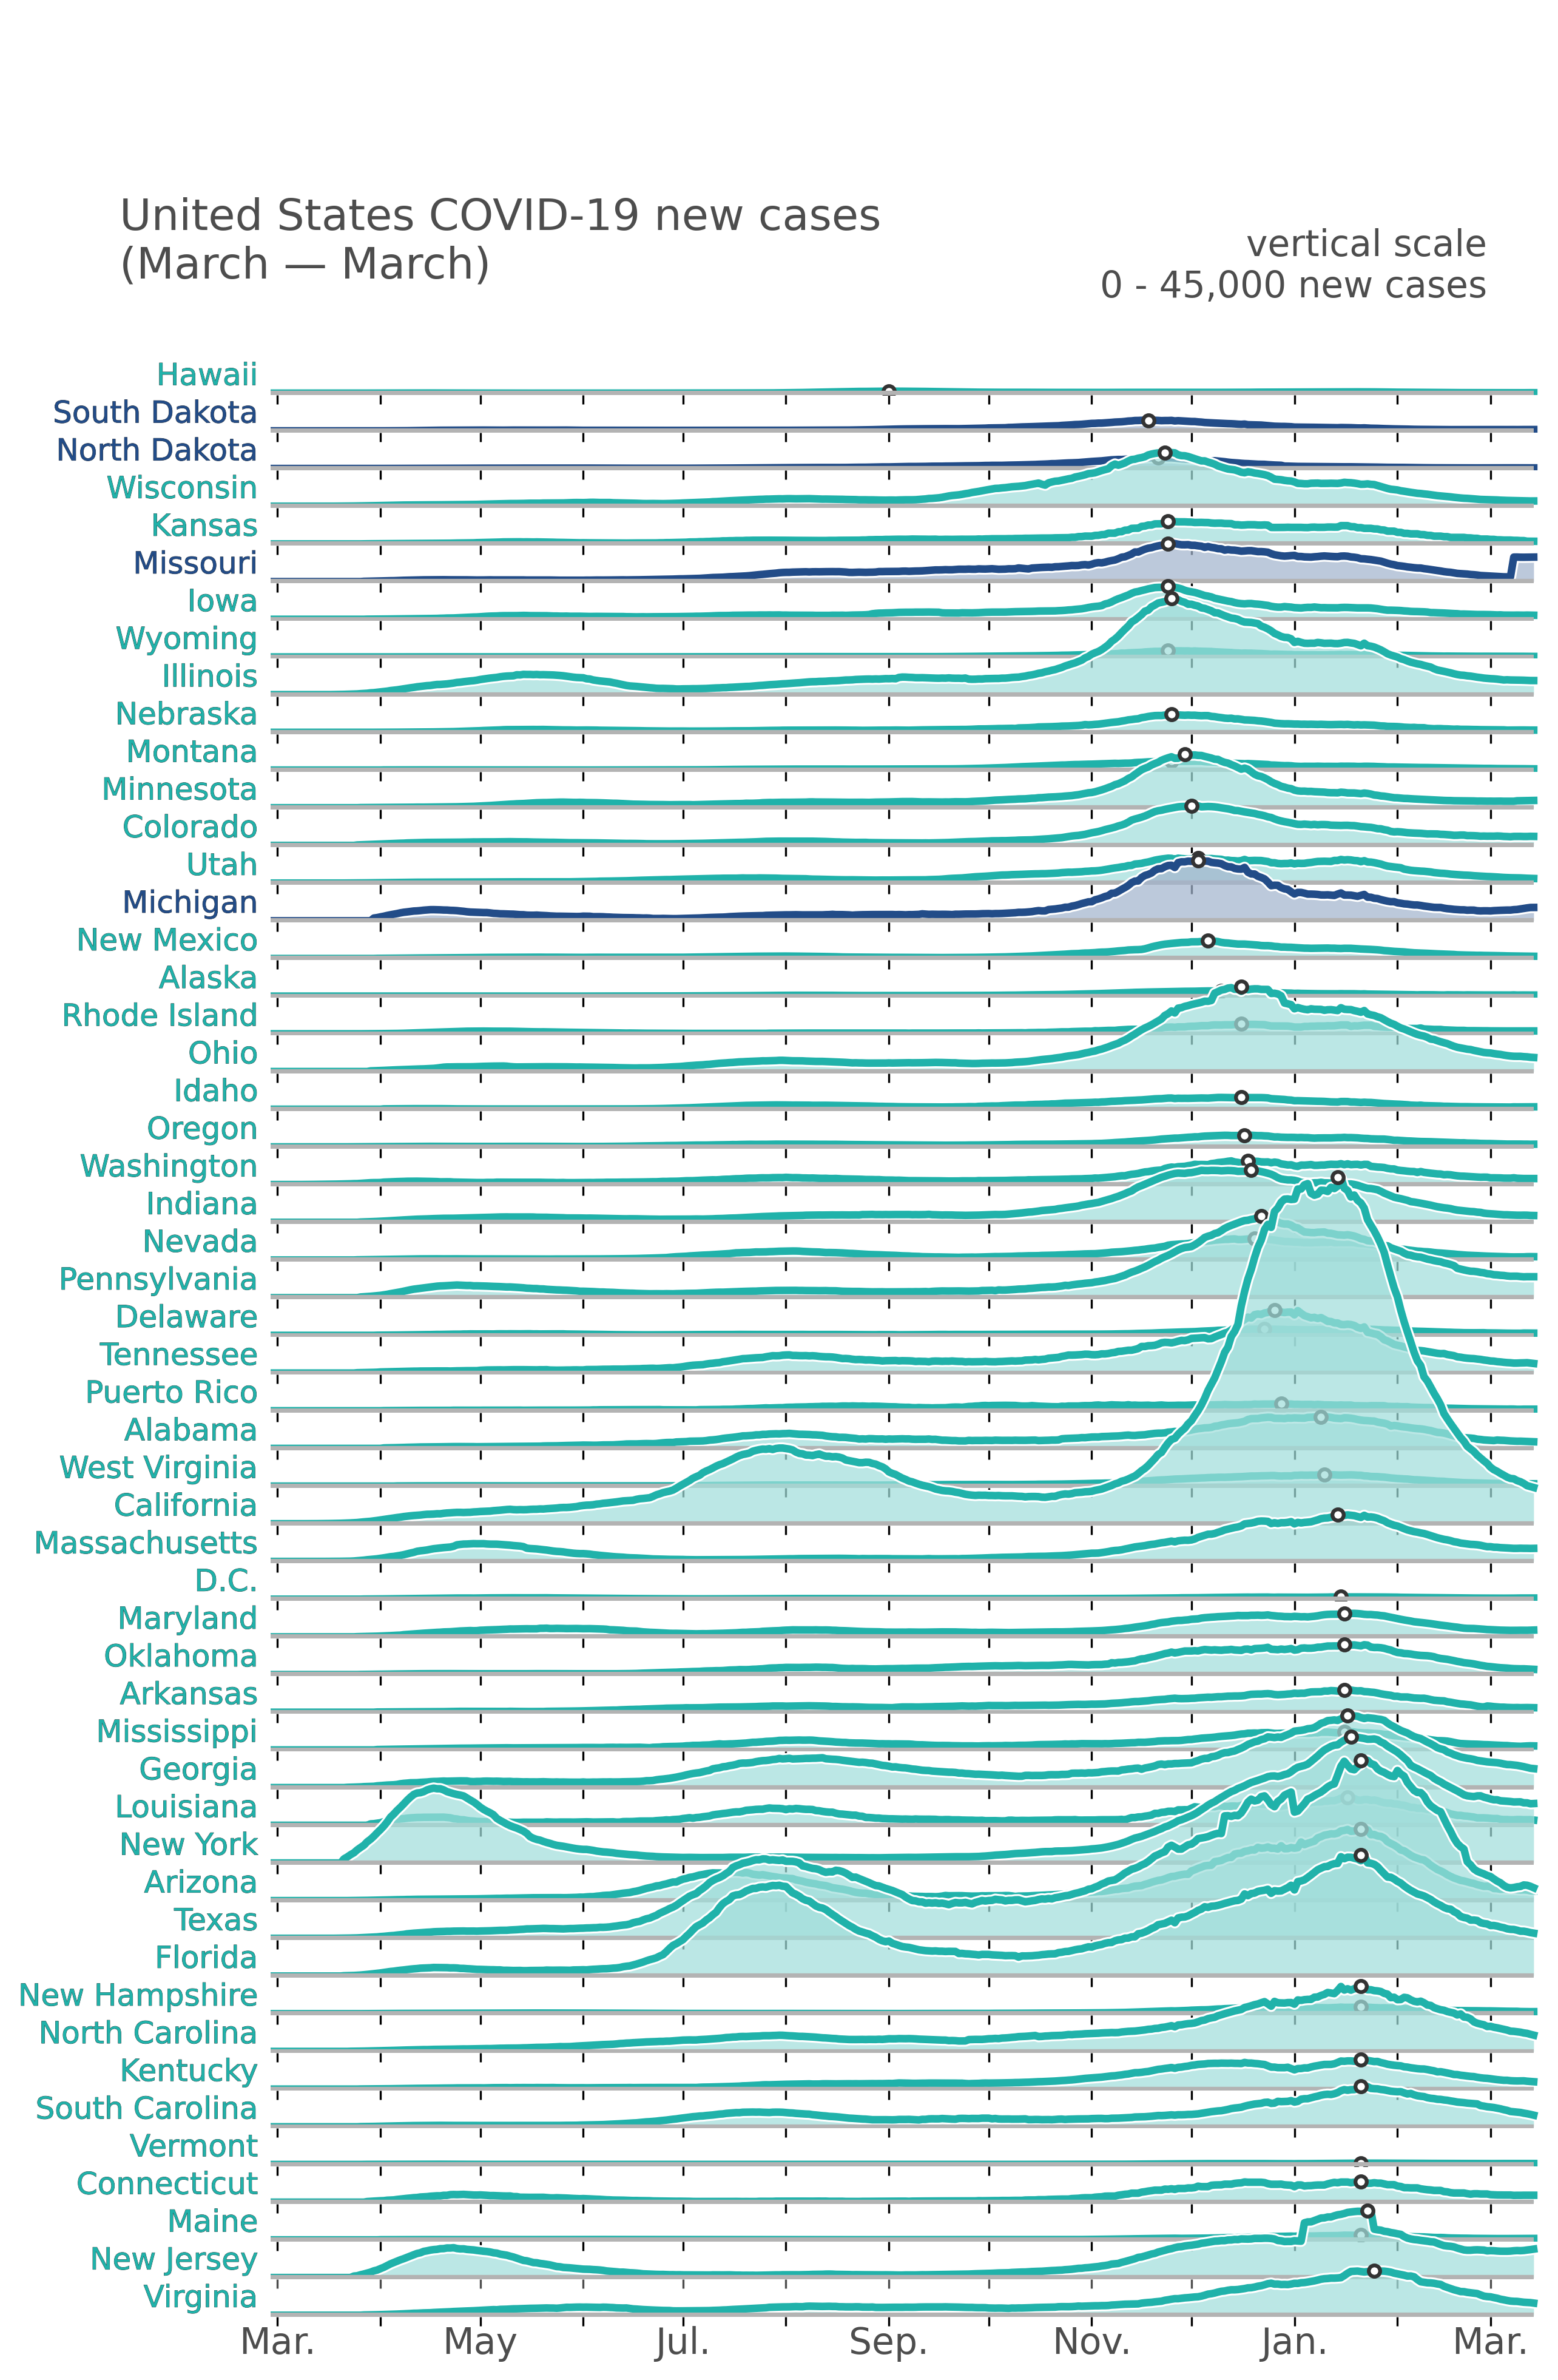 United States COVID-19 new cases
(March — March)
vertical scale
0 - 45,000 new cases
Hawaii
South Dakota
North Dakota
Wisconsin
Kansas
Missouri
Iowa
Wyoming
Illinois
Nebraska
Montana
Minnesota
Colorado
Utah
Michigan
New Mexico
Alaska
Rhode Island
Ohio
Idaho
Oregon
Washington
Indiana
Nevada
Pennsylvania
Delaware
Tennessee
Puerto Rico
Alabama
West Virginia
California
Massachusetts
D.C.
Maryland
Oklahoma
Arkansas
Mississippi
Georgia
Louisiana
New York
Arizona
Texas
Florida
New Hampshire
North Carolina
Kentucky
South Carolina
Vermont
Connecticut
Maine
New Jersey
Virginia
Mar. May Jul. Sep. Nov. Jan. Mar.